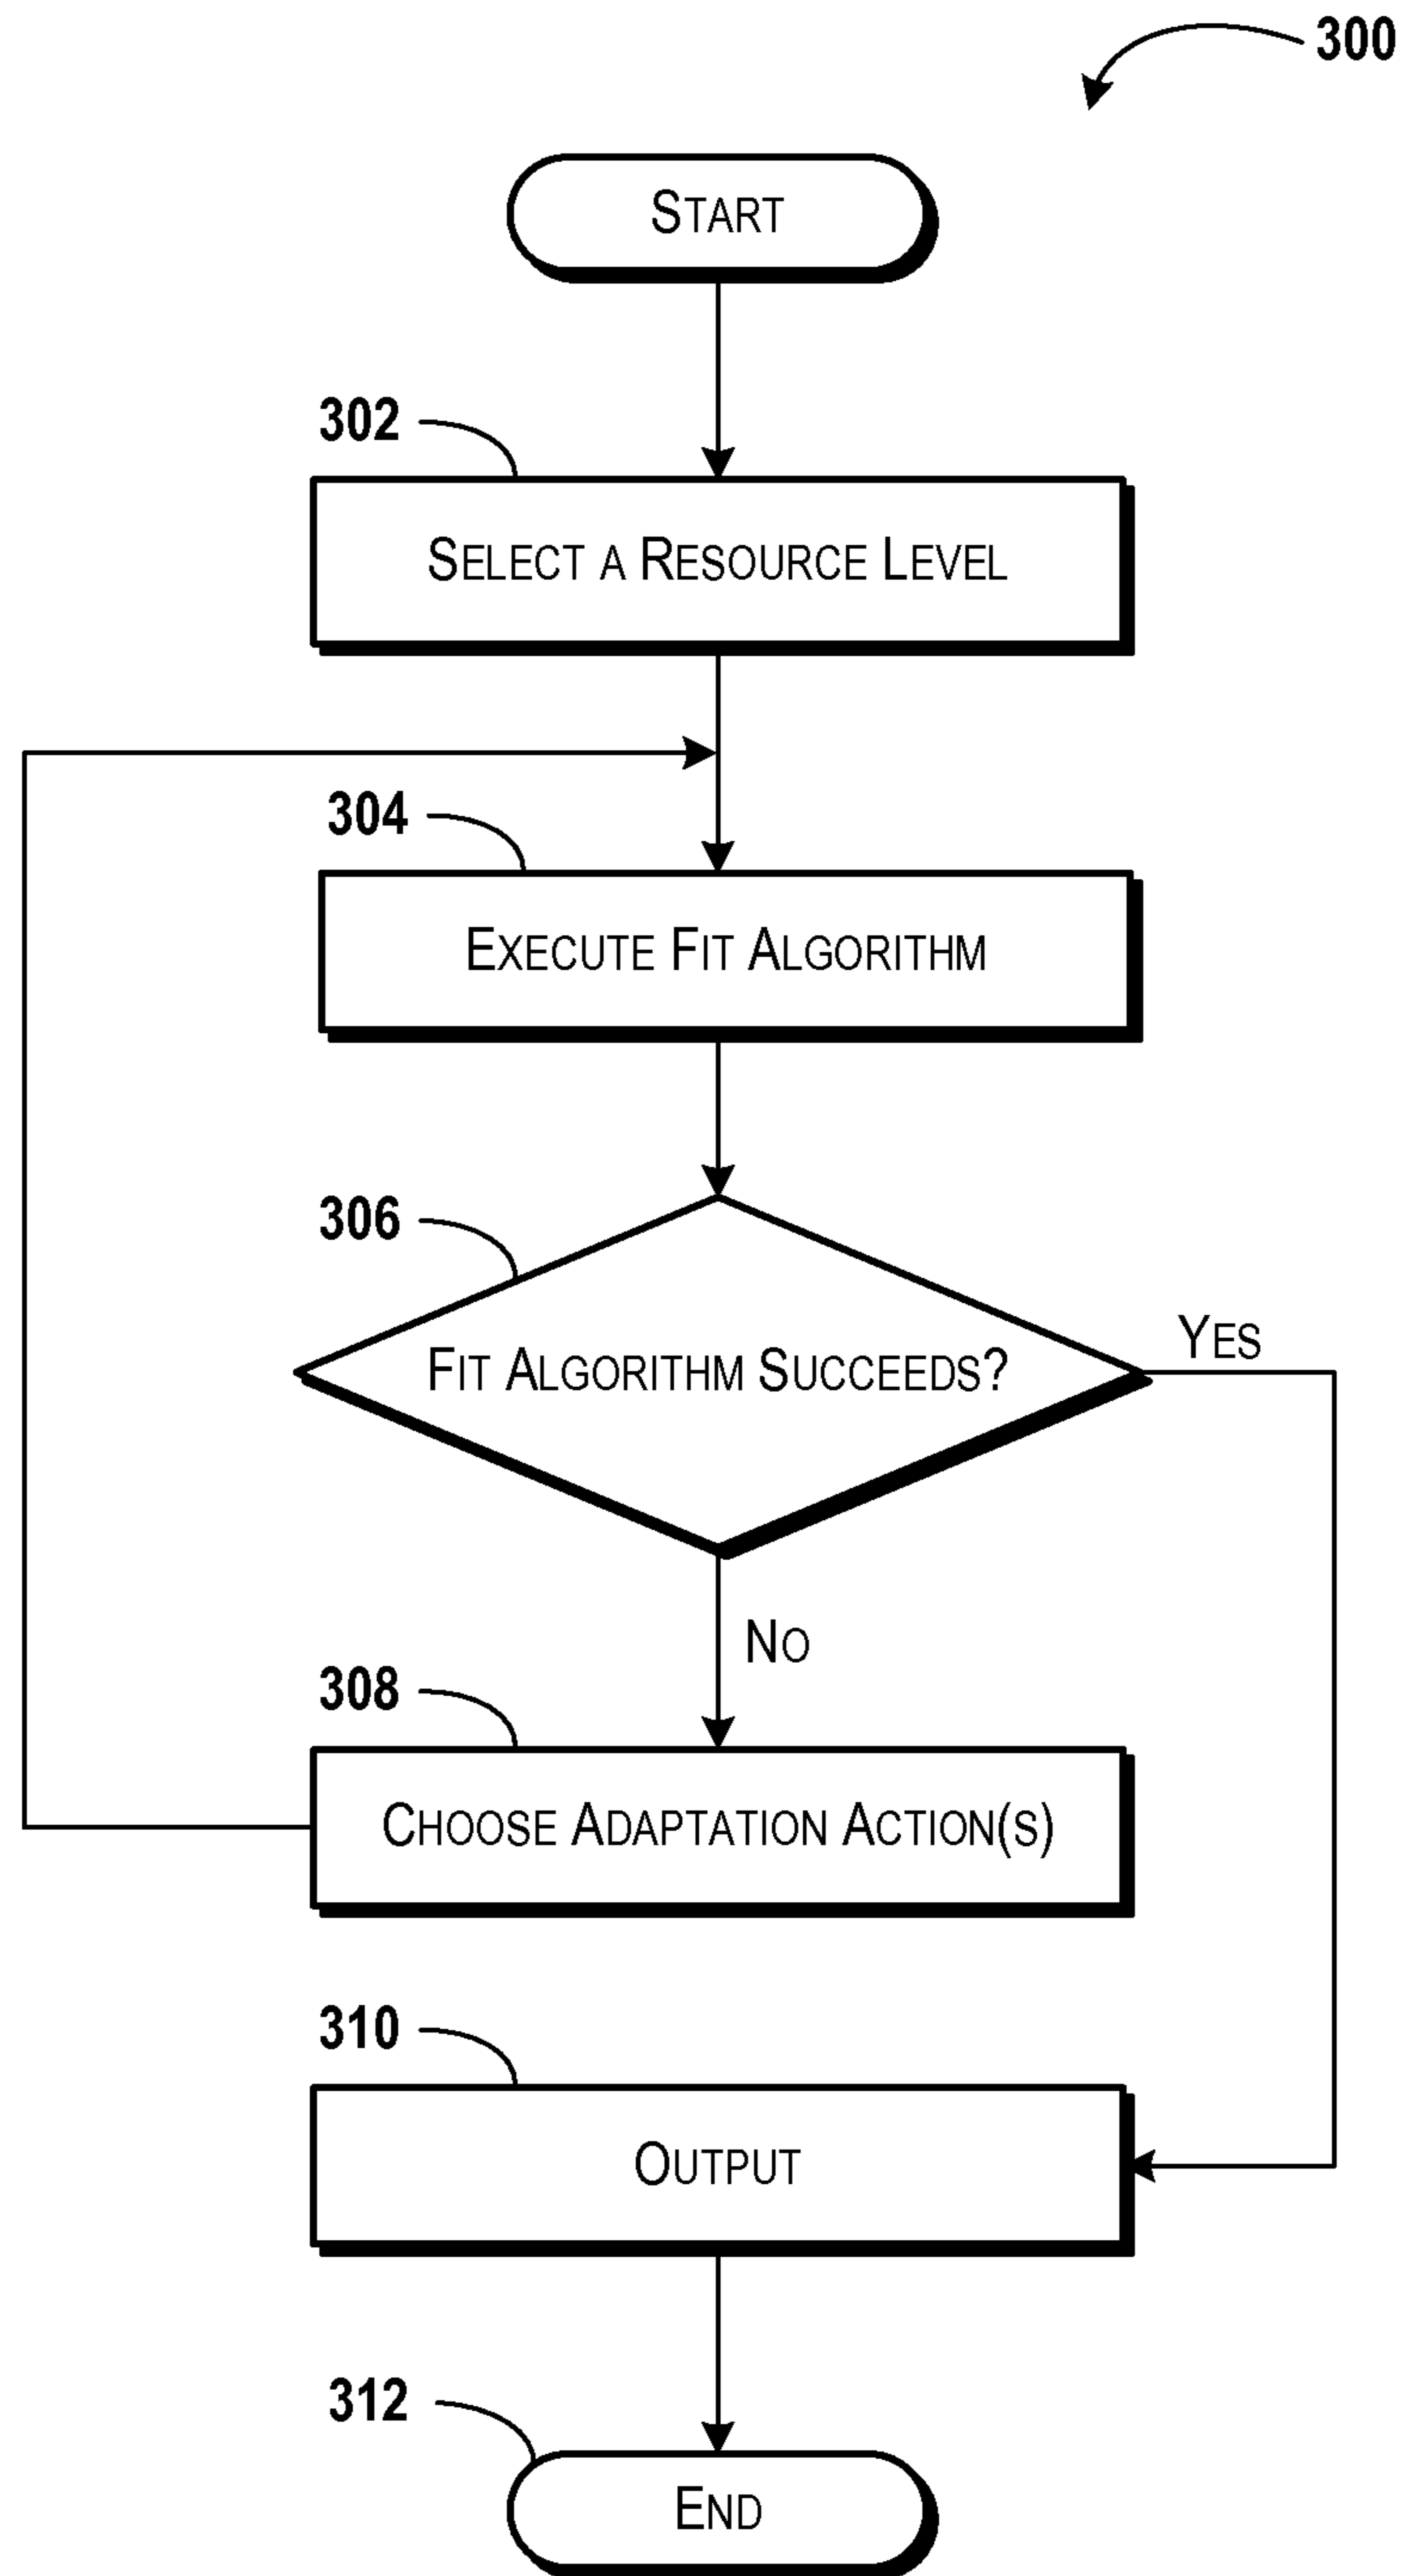 300
START
302
SELECT A RESOURCE LEVEL
304
EXECUTE FIT ALGORITHM
306
FIT ALGORITHM SUCCEEDS?
YES
NO
308
CHOOSE ADAPTATION ACTION(S)
310
OUTPUT
312
END